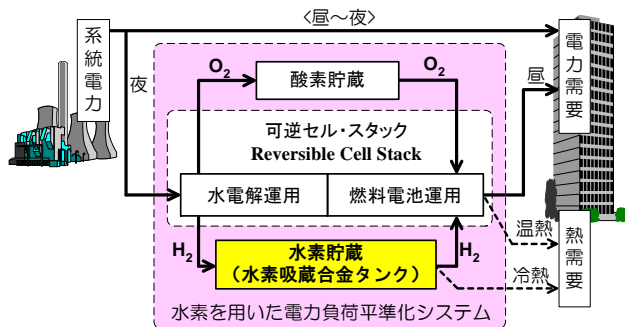 <昼～夜>
系統電力
夜
O2
酸素貯蔵
O2
昼
電力需要
可逆セル・スタック
Reversible Cell Stack
水電解運用
燃料電池運用
H2
水素貯蔵
(水素吸蔵合金タンク)
H2
温熱
冷熱
熱需要
水素を用いた電力負荷平準化システム